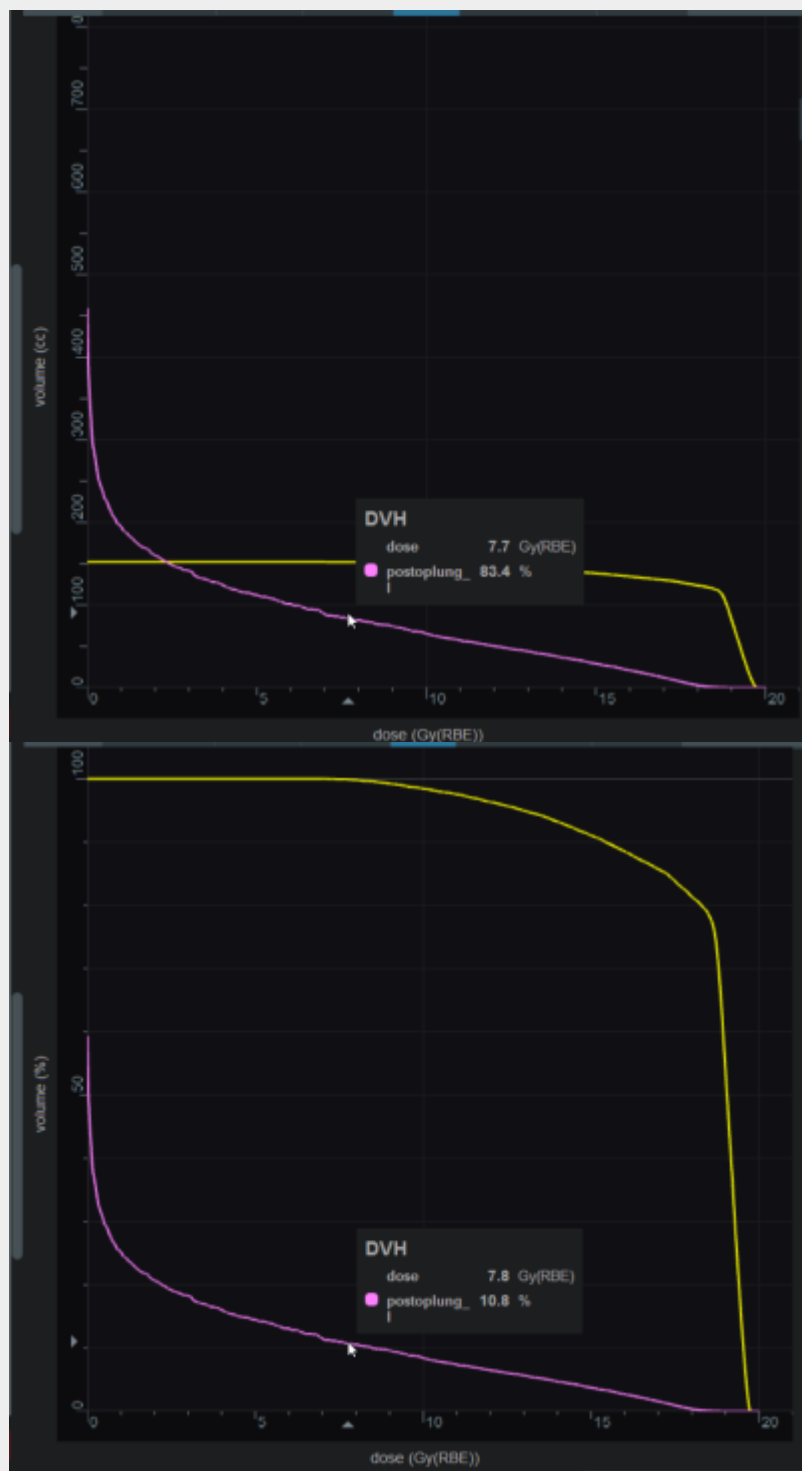 800
700
600
500
400
300
200
100
0
volume (cc)
DVH
dose 7.7 Gy(RBE)
postoplung_ 83.4 %
l
0 5 10 15 20
dose (Gy(RBE))
100
50
0
volume (%)
DVH
dose 7.8 Gy(RBE)
postoplung_ 10.8 %
l
0 5 10 15 20
dose (Gy(RBE))